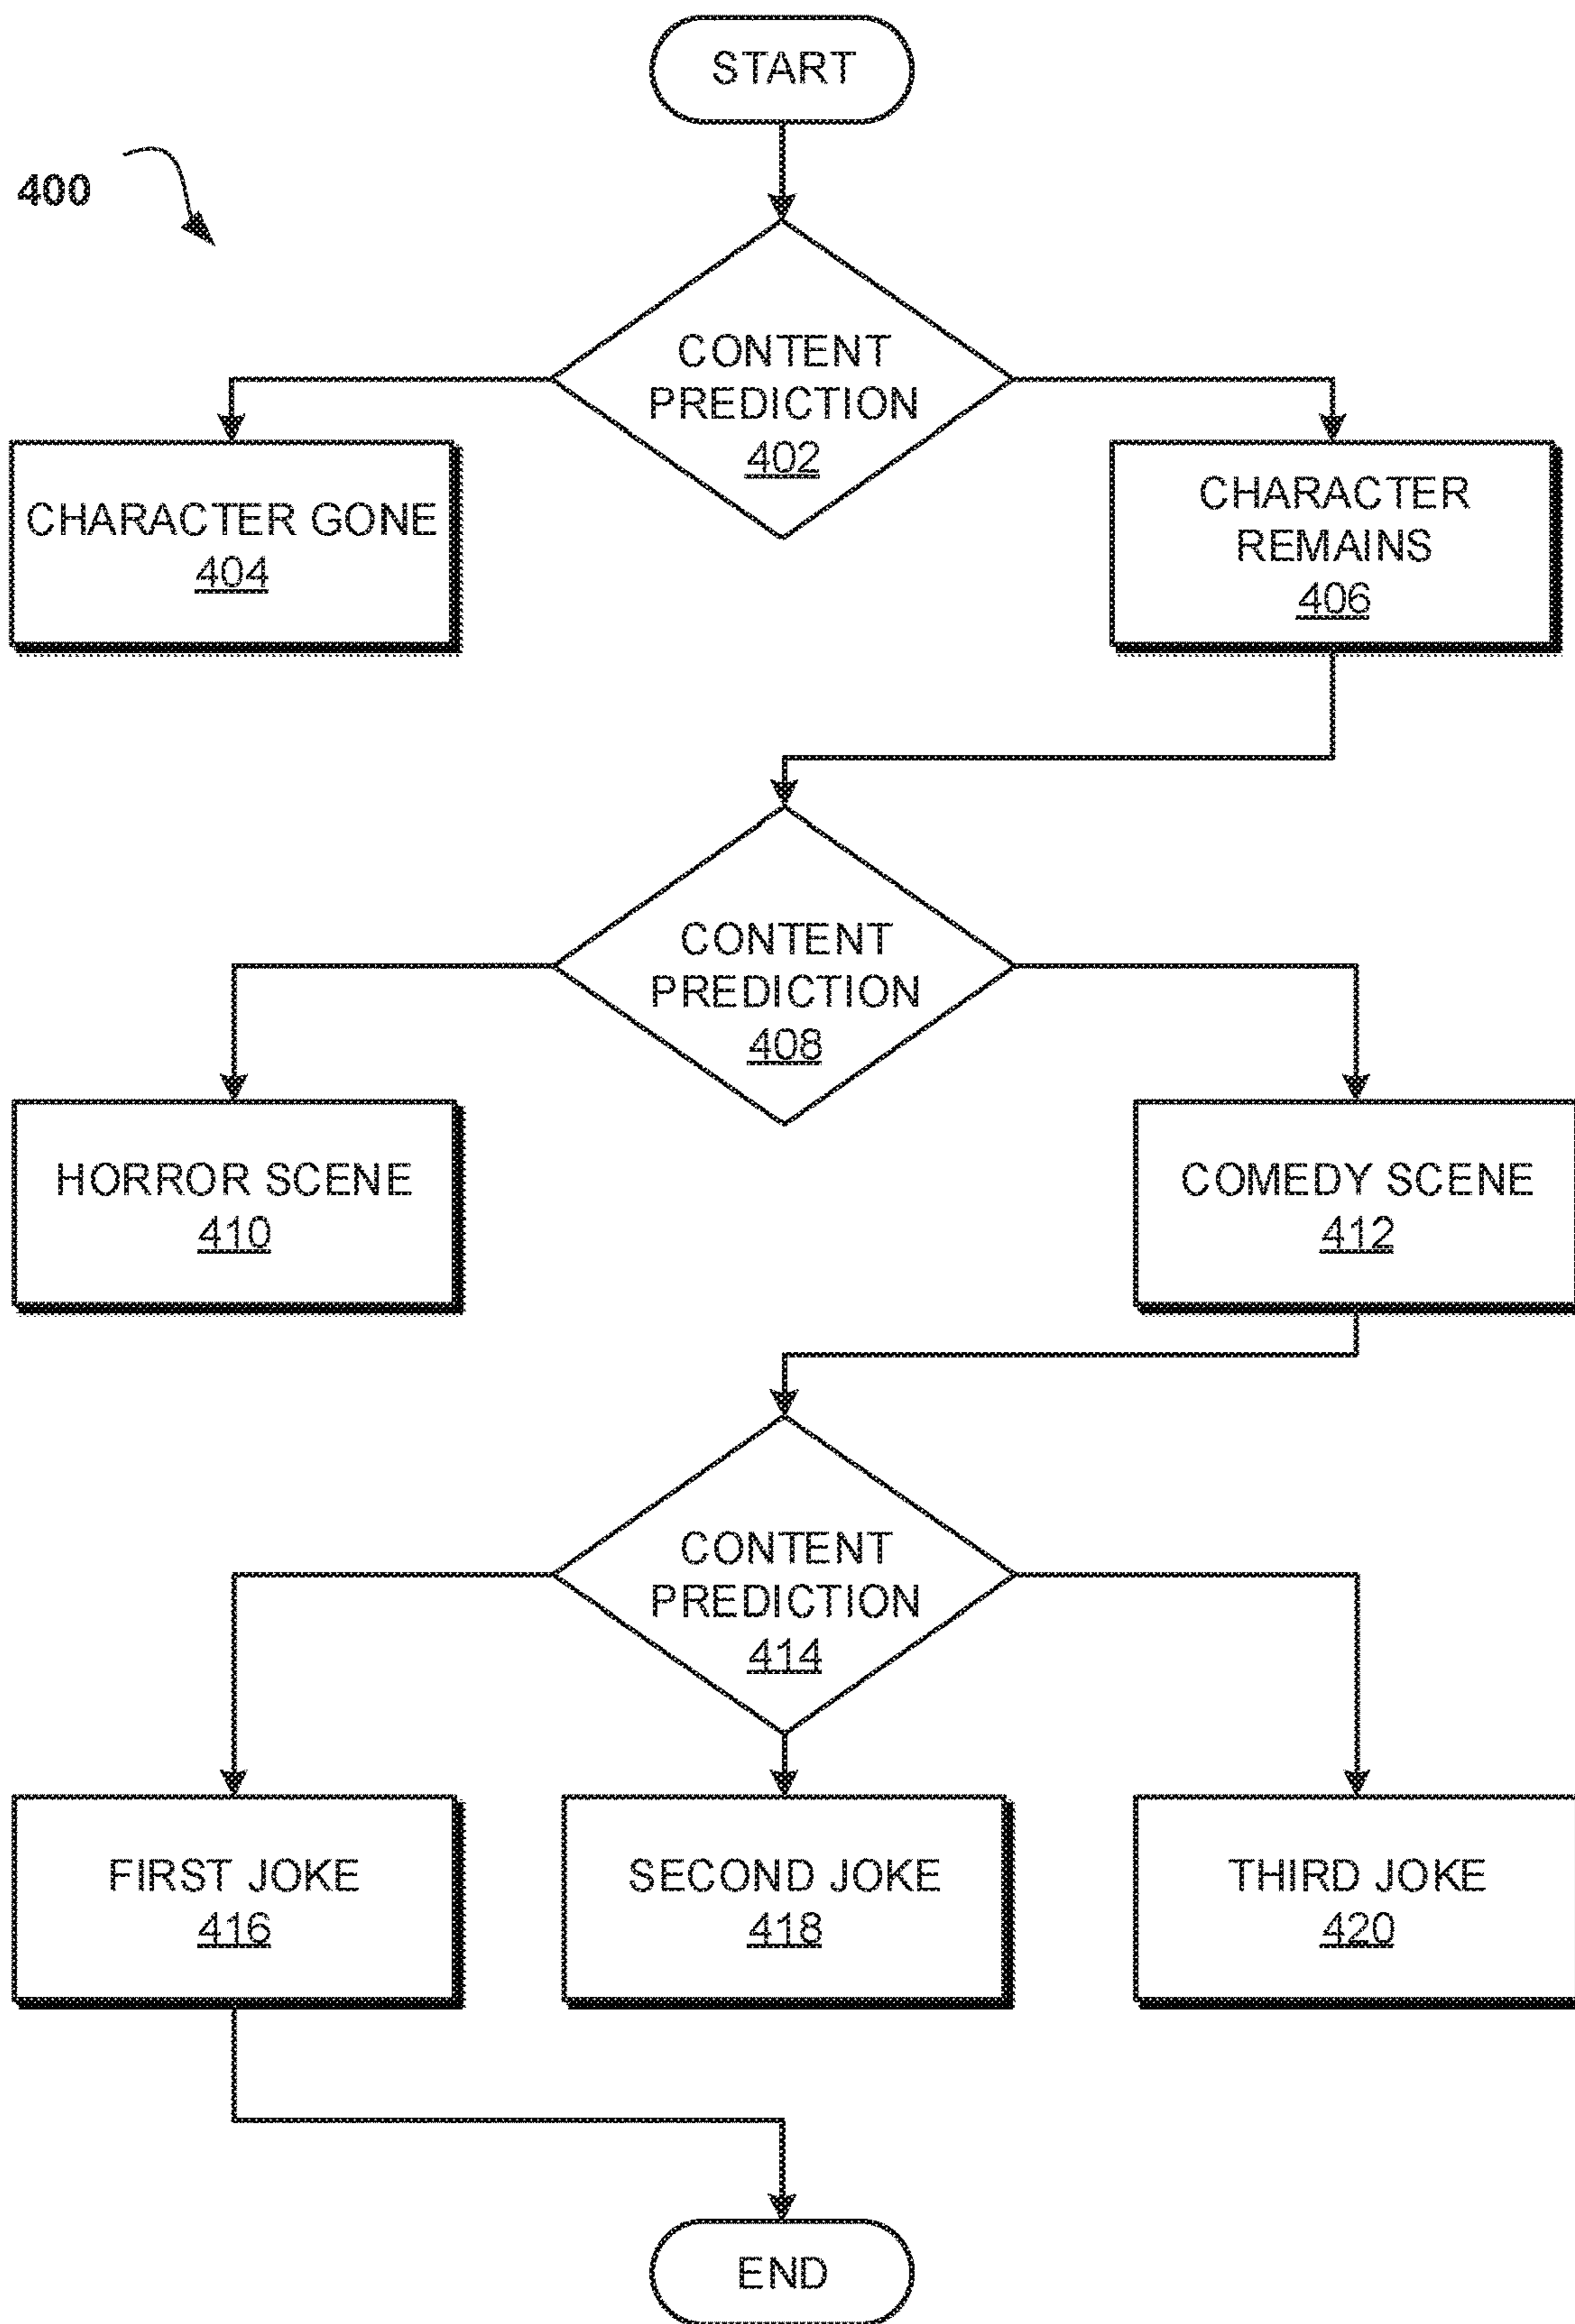 START
400
CONTENT
PREDICTION
402
CHARACTER GONE
404
CHARACTER
REMAINS
406
CONTENT
PREDICTION
408
HORROR SCENE
410
COMEDY SCENE
412
CONTENT
PREDICTION
414
FIRST JOKE
416
SECOND JOKE
418
THIRD JOKE
420
END